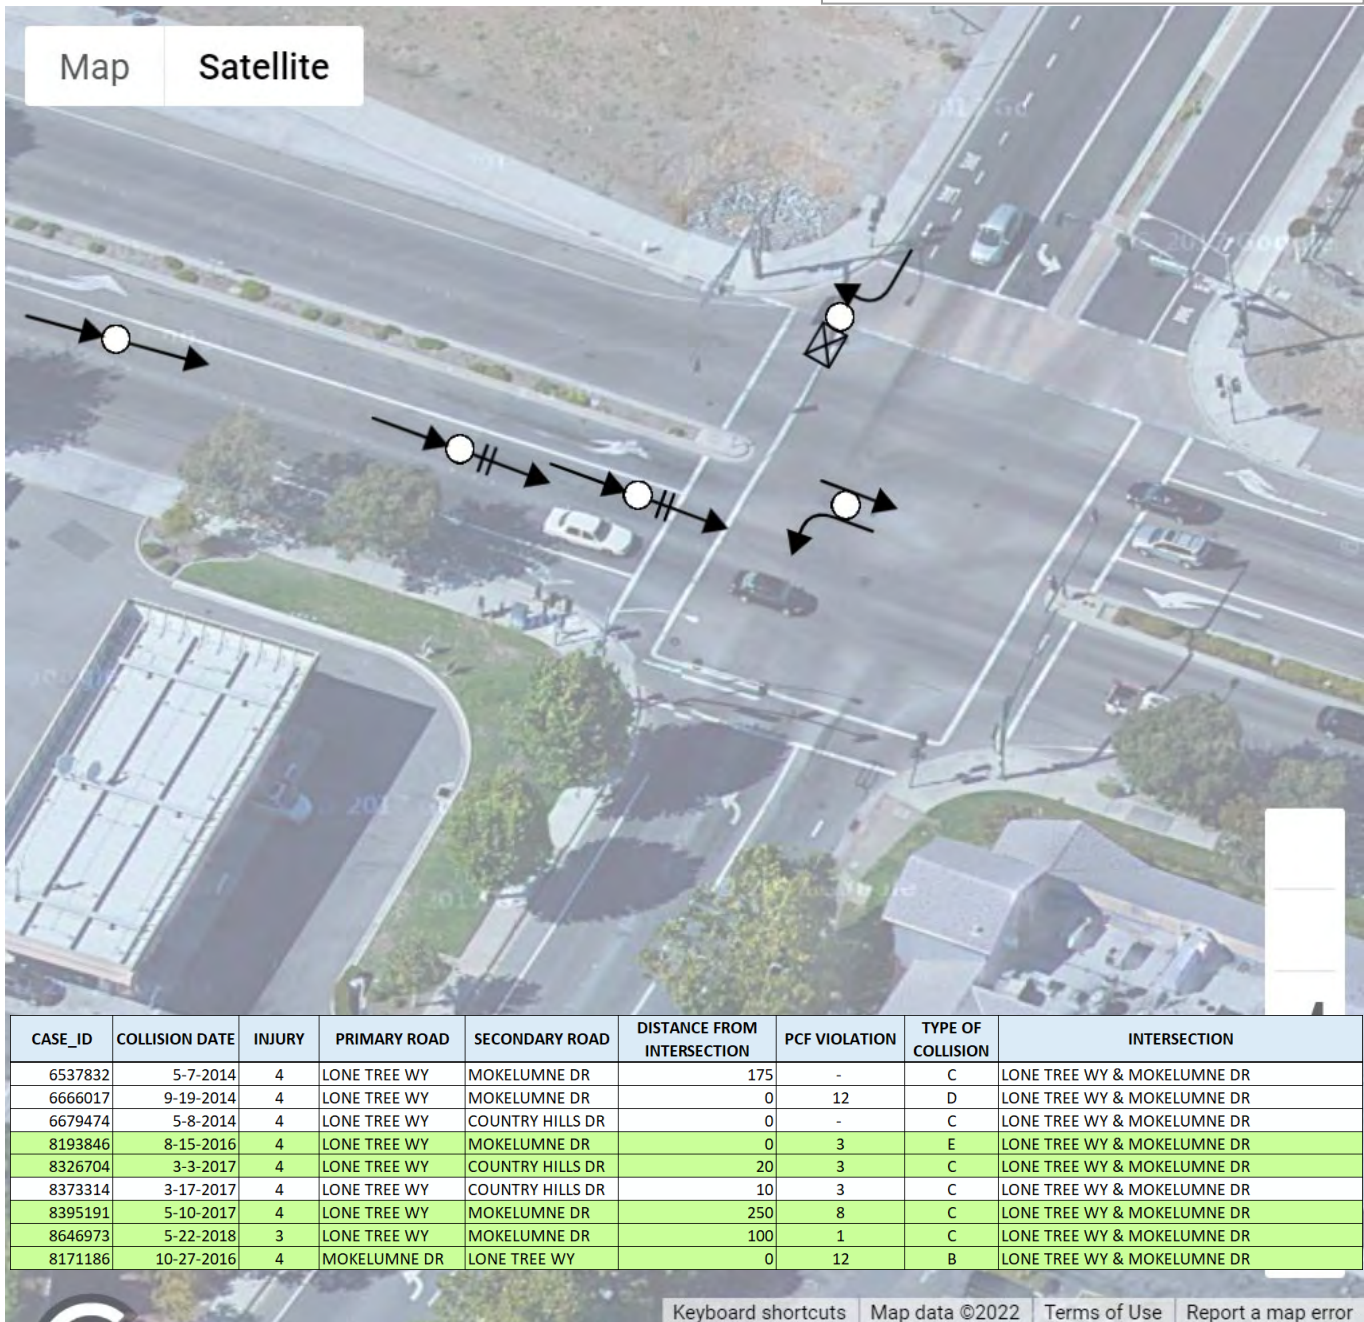 Map Satellite
CASE_ID COLLISION DATE INJURY PRIMARY ROAD SECONDARY ROAD DISTANCE FROM INTERSECTION PCF VIOLATION TYPE OF COLLISION INTERSECTION
6537832 5-7-2014 4 LONE TREE WY MOKELUMNE DR 175 - C LONE TREE WY & MOKELUMNE DR
6666017 9-19-2014 4 LONE TREE WY MOKELUMNE DR 0 12 D LONE TREE WY & MOKELUMNE DR
6679474 5-8-2014 4 LONE TREE WY COUNTRY HILLS DR 0 - C LONE TREE WY & MOKELUMNE DR
8193846 8-15-2016 4 LONE TREE WY MOKELUMNE DR 0 3 E LONE TREE WY & MOKELUMNE DR
8326704 3-3-2017 4 LONE TREE WY COUNTRY HILLS DR 20 3 C LONE TREE WY & MOKELUMNE DR
8373314 3-17-2017 4 LONE TREE WY COUNTRY HILLS DR 10 3 C LONE TREE WY & MOKELUMNE DR
8395191 5-10-2017 4 LONE TREE WY MOKELUMNE DR 250 8 C LONE TREE WY & MOKELUMNE DR
8646973 5-22-2018 3 LONE TREE WY MOKELUMNE DR 100 1 C LONE TREE WY & MOKELUMNE DR
8171186 10-27-2016 4 MOKELUMNE DR LONE TREE WY 0 12 B LONE TREE WY & MOKELUMNE DR
Keyboard shortcuts Map data ©2022 Terms of Use Report a map error